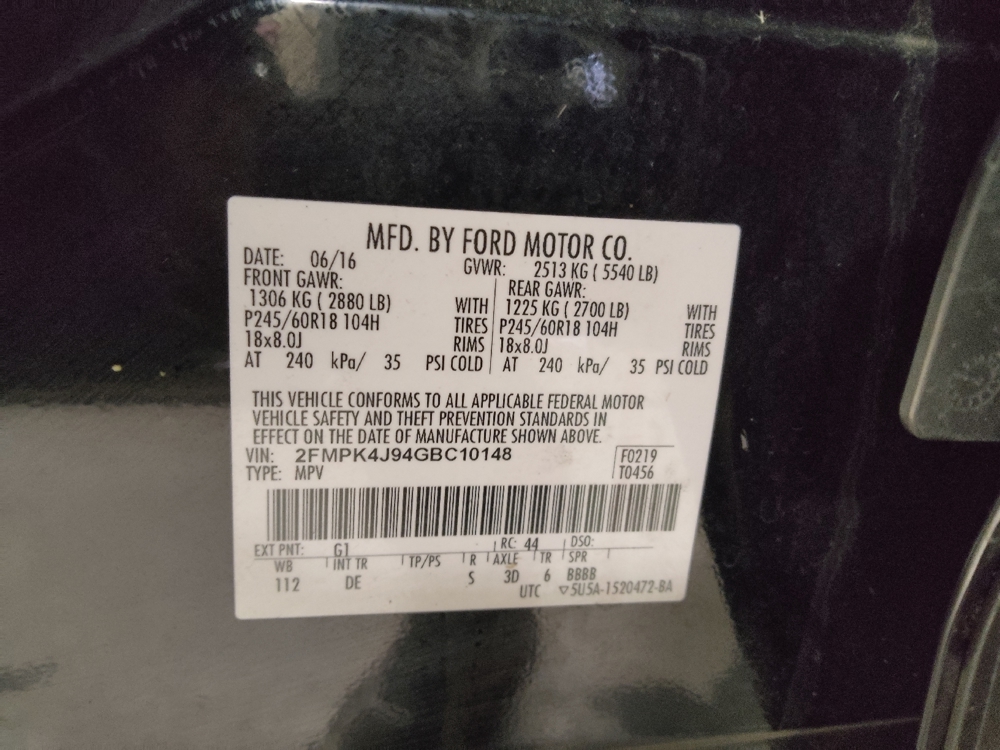 MFD. BY FORD MOTOR CO.
DATE: 06/16 GVWR: 2513 KG ( 5540 LB)
FRONT GAWR: REAR GAWR:
1306 KG ( 2880 LB) WITH 1225 KG ( 2700 LB) WITH
P245/60R18 104H TIRES P245/60R18 104H TIRES
18x8.0J RIMS 18x8.0J RIMS
AT 240 kPa/ 35 PSI COLD AT 240 kPa/ 35 PSI COLD
THIS VEHICLE CONFORMS TO ALL APPLICABLE FEDERAL MOTOR
VEHICLE SAFETY AND THEFT PREVENTION STANDARDS IN
EFFECT ON THE DATE OF MANUFACTURE SHOWN ABOVE.
VIN: 2FMPK4J94GBC10148 F0219
TYPE: MPV T0456
EXT PNT: G1 RC: 44 DSO:
WB INT TR TP/PS R AXLE TR SPR
112 DE S 3D 6 BBBB
UTC ▽5U5A-1520472-BA